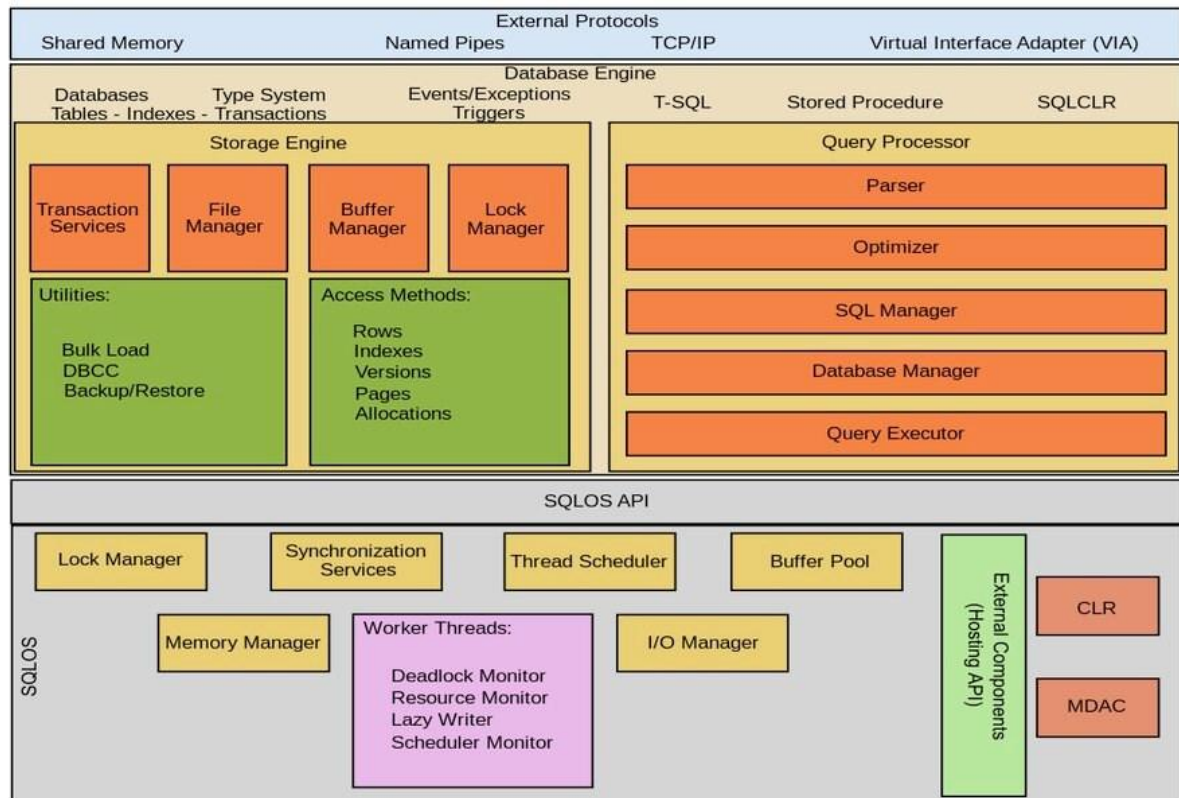 External Protocols
Shared Memory Named Pipes TCP/IP Virtual Interface Adapter (VIA)
Database Engine
Databases Type System Events/Exceptions T-SQL Stored Procedure SQLCLR
Tables - Indexes - Transactions Triggers
Storage Engine
Transaction
Services
File
Manager
Buffer
Manager
Lock
Manager
Utilities:
Bulk Load
DBCC
Backup/Restore
Access Methods:
Rows
Indexes
Versions
Pages
Allocations
Query Processor
Parser
Optimizer
SQL Manager
Database Manager
Query Executor
SQLOS API
SQLOS
Lock Manager
Synchronization
Services
Thread Scheduler
Buffer Pool
Memory Manager
Worker Threads:
Deadlock Monitor
Resource Monitor
Lazy Writer
Scheduler Monitor
I/O Manager
External Components
(Hosting API)
CLR
MDAC